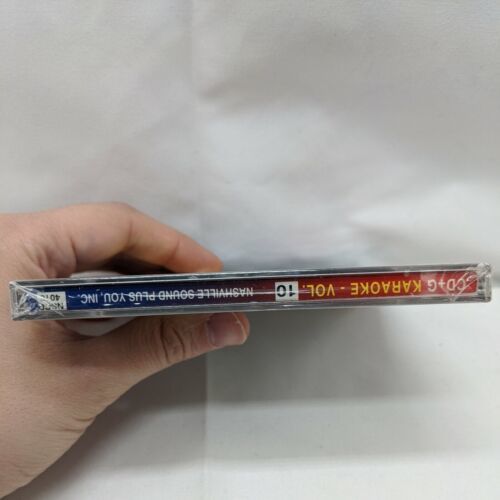 CD+G KARAOKE - VOL. 10 NASHVILLE SOUND PLUS YOU, INC.